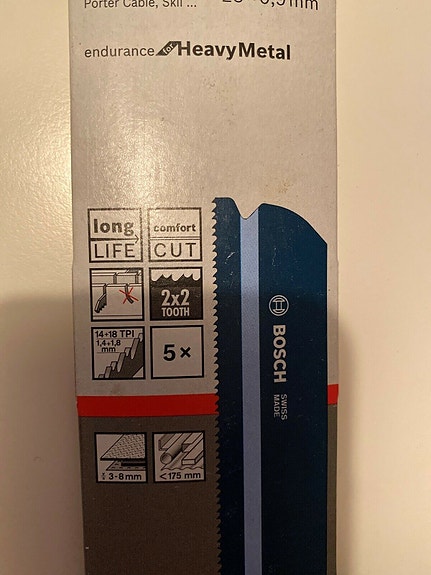 Porter Cable, Skil ...
endurance for HeavyMetal
long
LIFE
comfort
CUT
2x2
TOOTH
14+18 TPI
1,4+1,8
mm
5×
BOSCH
SWISS
MADE
3-8mm
<175 mm